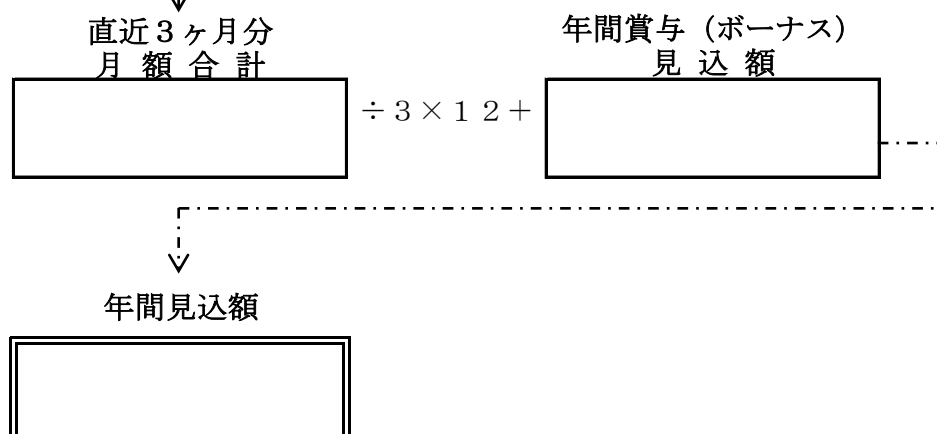 直近３ヶ月分
月 額 合 計
年間賞与（ボーナス）
見 込 額
÷３×１２＋
年間見込額